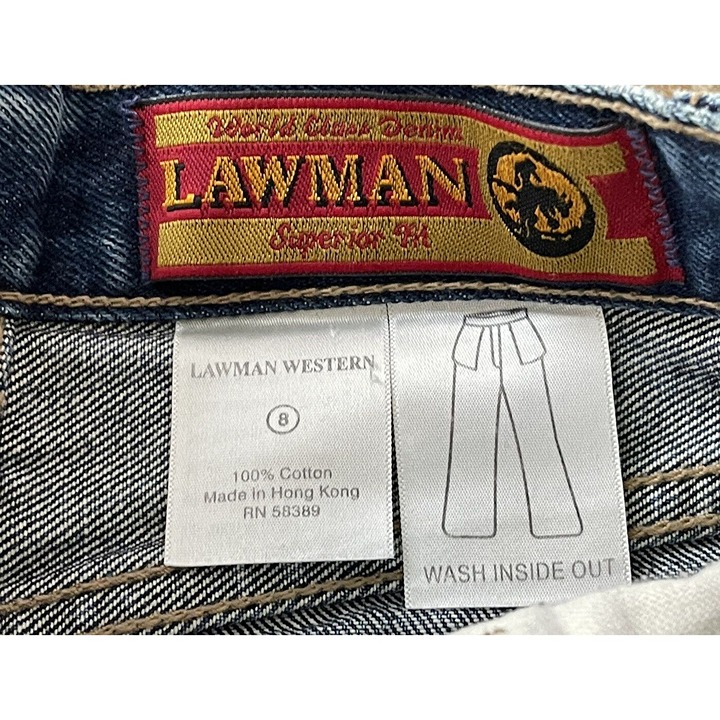 World Class Denim
LAWMAN
Superior Fit
LAWMAN WESTERN
8
100% Cotton
Made in Hong Kong
RN 58389
WASH INSIDE OUT